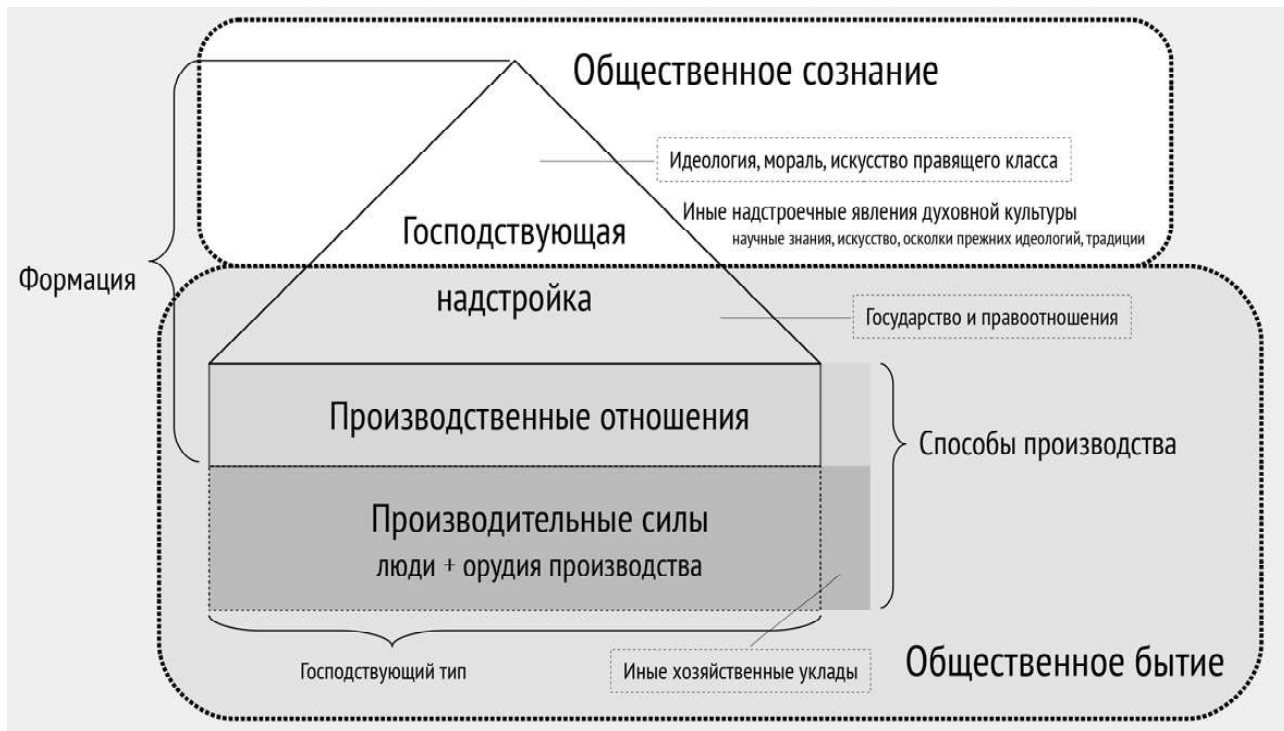 Общественное сознание
Идеология, мораль, искусство правящего класса
Иные надстроечные явления духовной культуры
научные знания, искусство, осколки прежних идеологий, традиции
Господствующая
надстройка
Формация
Государство и правоотношения
Производственные отношения
Способы производства
Производительные силы
люди + орудия производства
Господствующий тип
Иные хозяйственные уклады
Общественное бытие